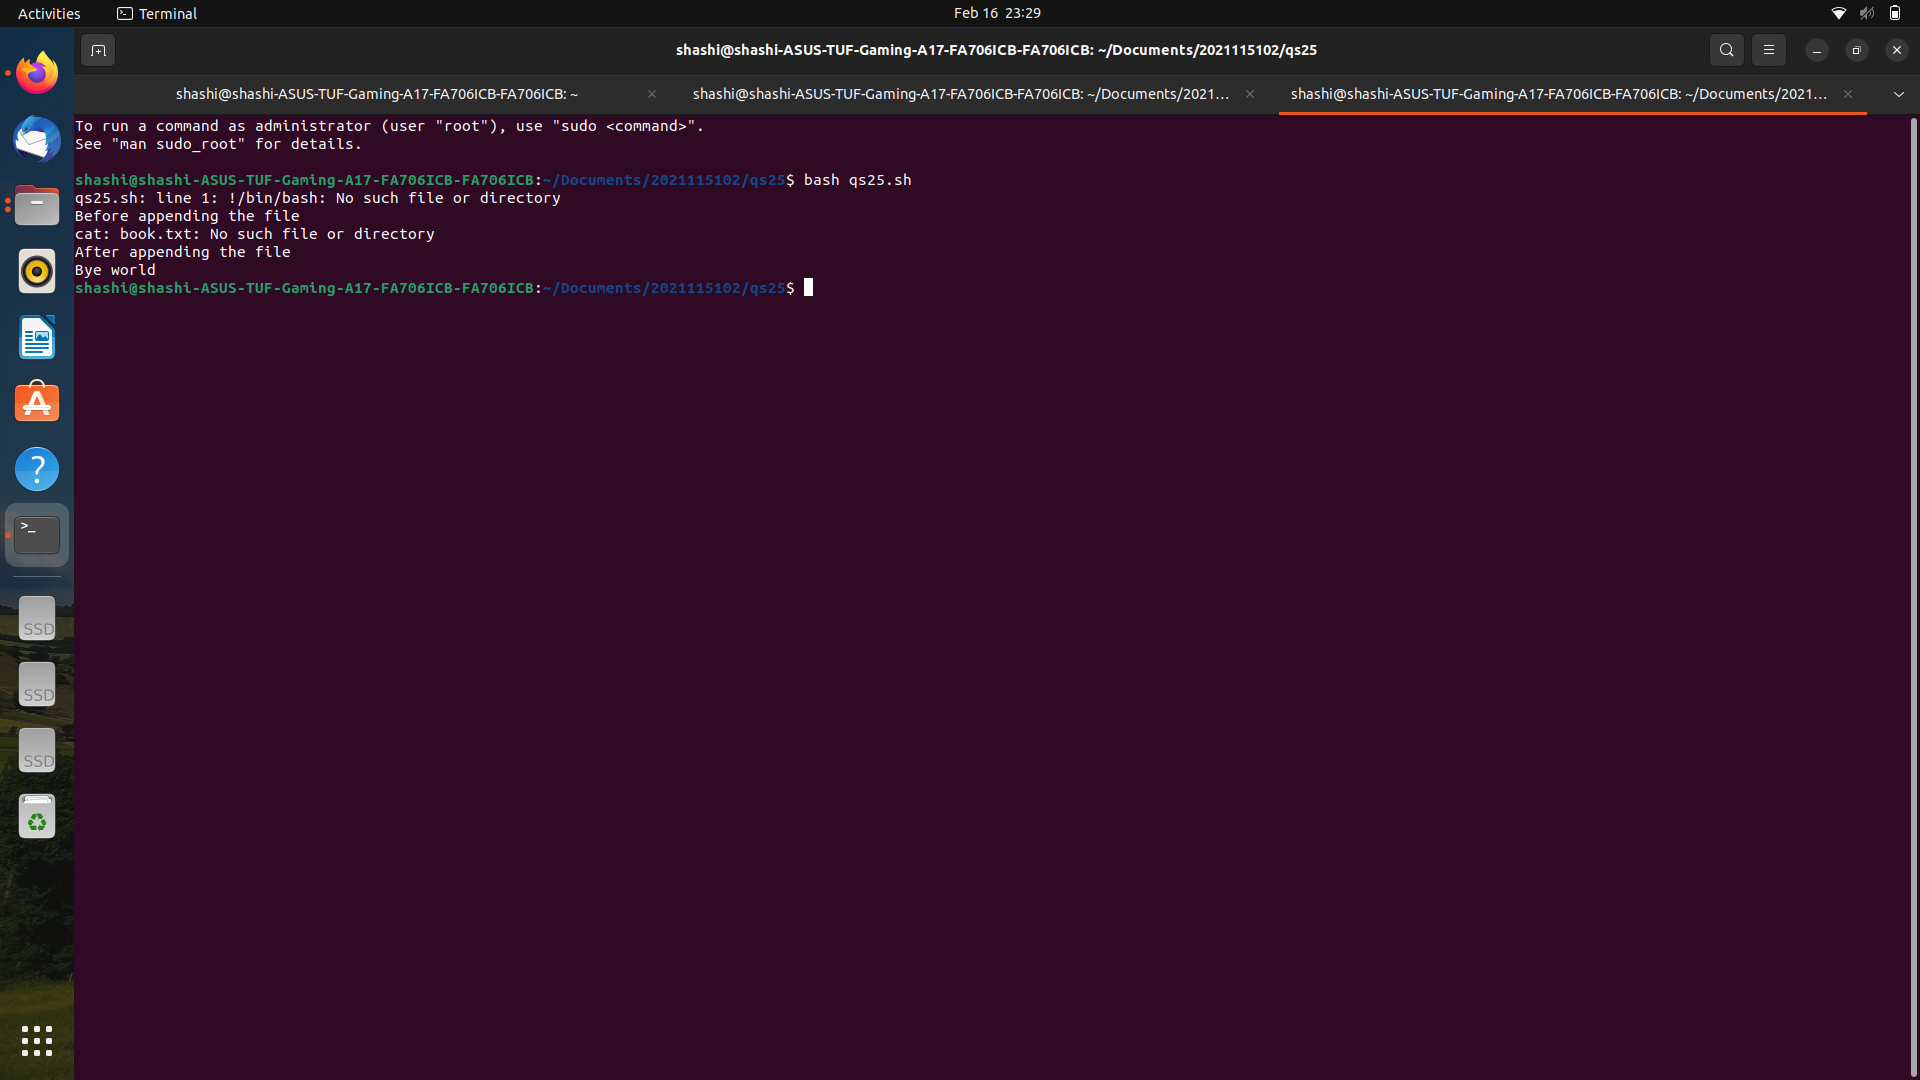 Activities
Terminal
Feb 16 23:29
shashi@shashi-ASUS-TUF-Gaming-A17-FA706ICB-FA706ICB: ~/Documents/2021115102/qs25
shashi@shashi-ASUS-TUF-Gaming-A17-FA706ICB-FA706ICB: ~
shashi@shashi-ASUS-TUF-Gaming-A17-FA706ICB-FA706ICB: ~/Documents/2021...
shashi@shashi-ASUS-TUF-Gaming-A17-FA706ICB-FA706ICB: ~/Documents/2021...
To run a command as administrator (user "root"), use "sudo <command>".
See "man sudo_root" for details.
shashi@shashi-ASUS-TUF-Gaming-A17-FA706ICB-FA706ICB:~/Documents/2021115102/qs25$ bash qs25.sh
qs25.sh: line 1: !/bin/bash: No such file or directory
Before appending the file
cat: book.txt: No such file or directory
After appending the file
Bye world
shashi@shashi-ASUS-TUF-Gaming-A17-FA706ICB-FA706ICB:~/Documents/2021115102/qs25$
SSD
SSD
SSD